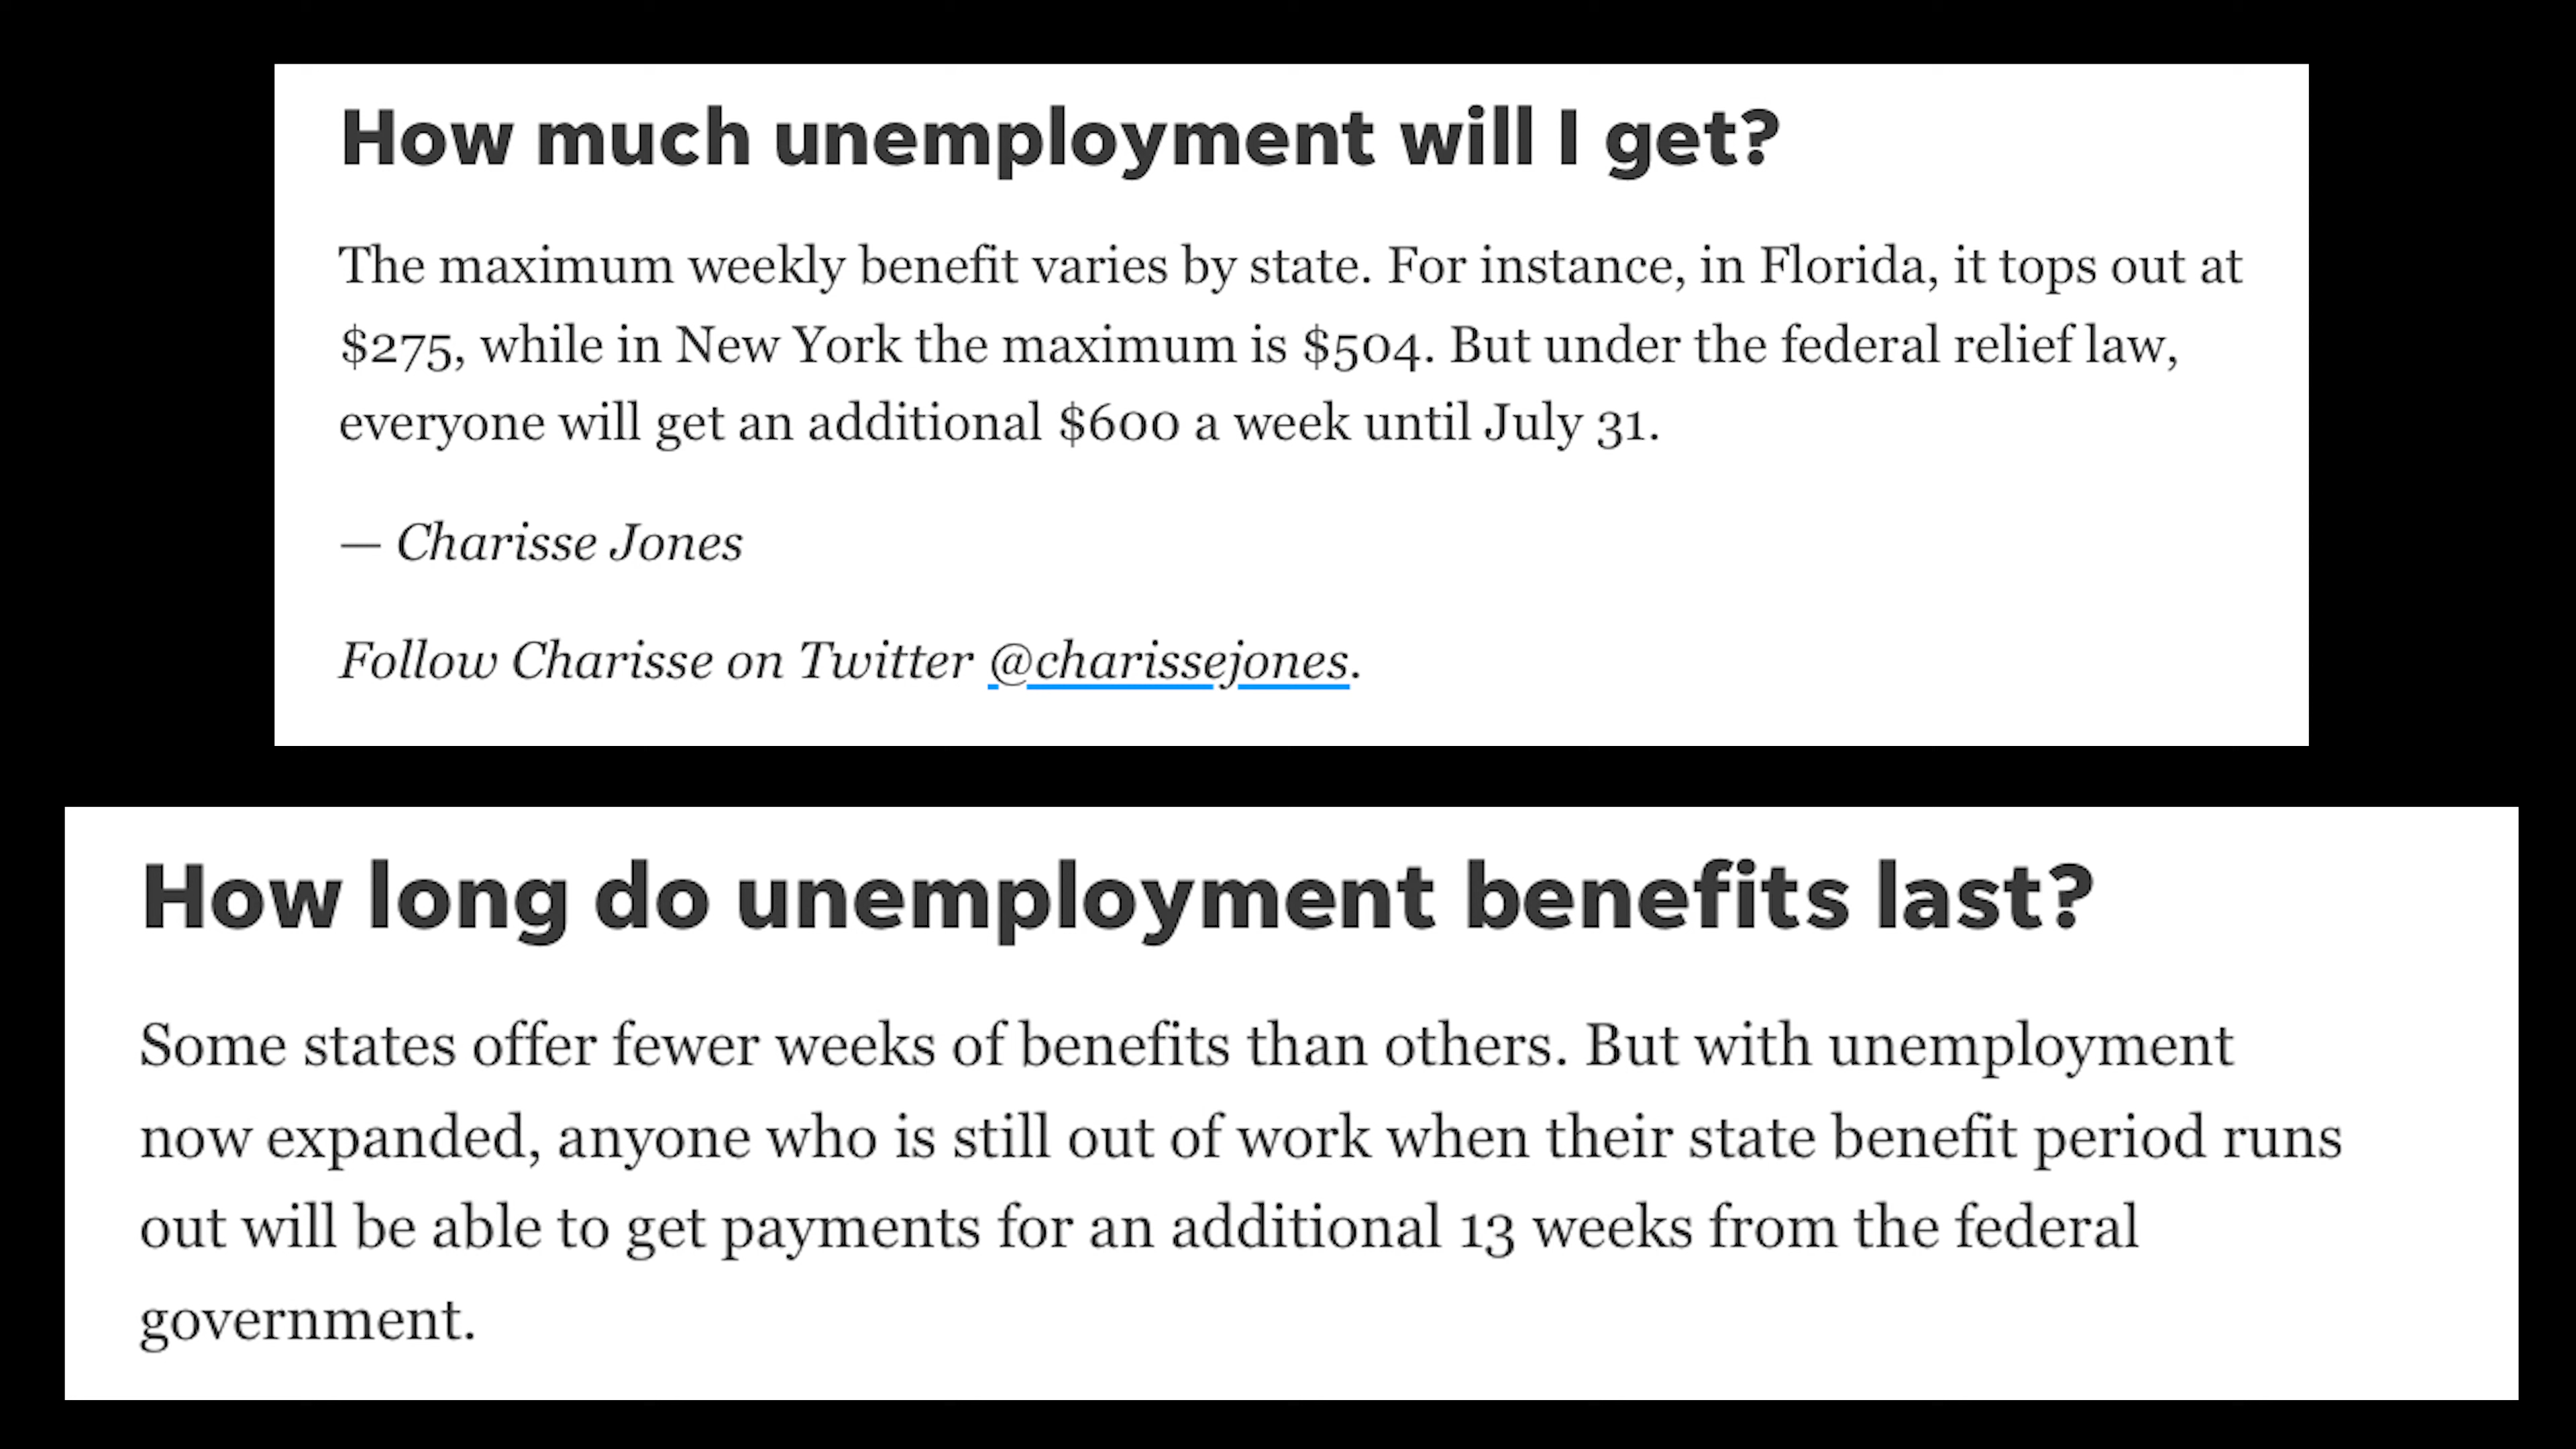 How much unemployment will I get?
The maximum weekly benefit varies by state. For instance, in Florida, it tops out at
$275, while in New York the maximum is $504. But under the federal relief law,
everyone will get an additional $600 a week until July 31.
— Charisse Jones
Follow Charisse on Twitter @charissejones.
How long do unemployment benefits last?
Some states offer fewer weeks of benefits than others. But with unemployment
now expanded, anyone who is still out of work when their state benefit period runs
out will be able to get payments for an additional 13 weeks from the federal
government.